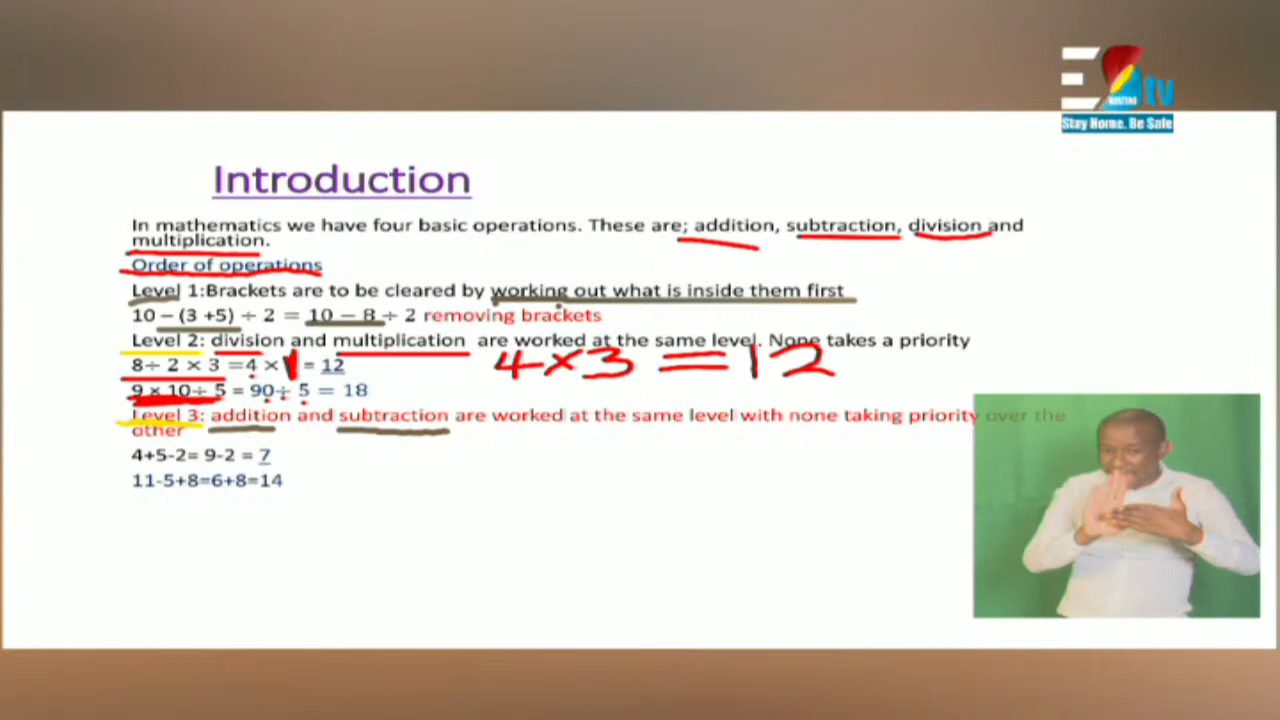 E tv
Stay Home. Be Safe
Introduction
In mathematics we have four basic operations. These are; addition, subtraction, division and
multiplication.
Order of operations
Level 1:Brackets are to be cleared by working out what is inside them first
10 – (3 +5) ÷ 2 = 10 – 8 ÷ 2 removing brackets
Level 2: division and multiplication are worked at the same level. None takes a priority
8÷ 2 × 3 =4 × = 12
4×3 = 12
9 × 10÷ 5 = 90÷ 5 = 18
Level 3: addition and subtraction are worked at the same level with none taking priority over the
other
4+5-2= 9-2 = 7
11-5+8=6+8=14